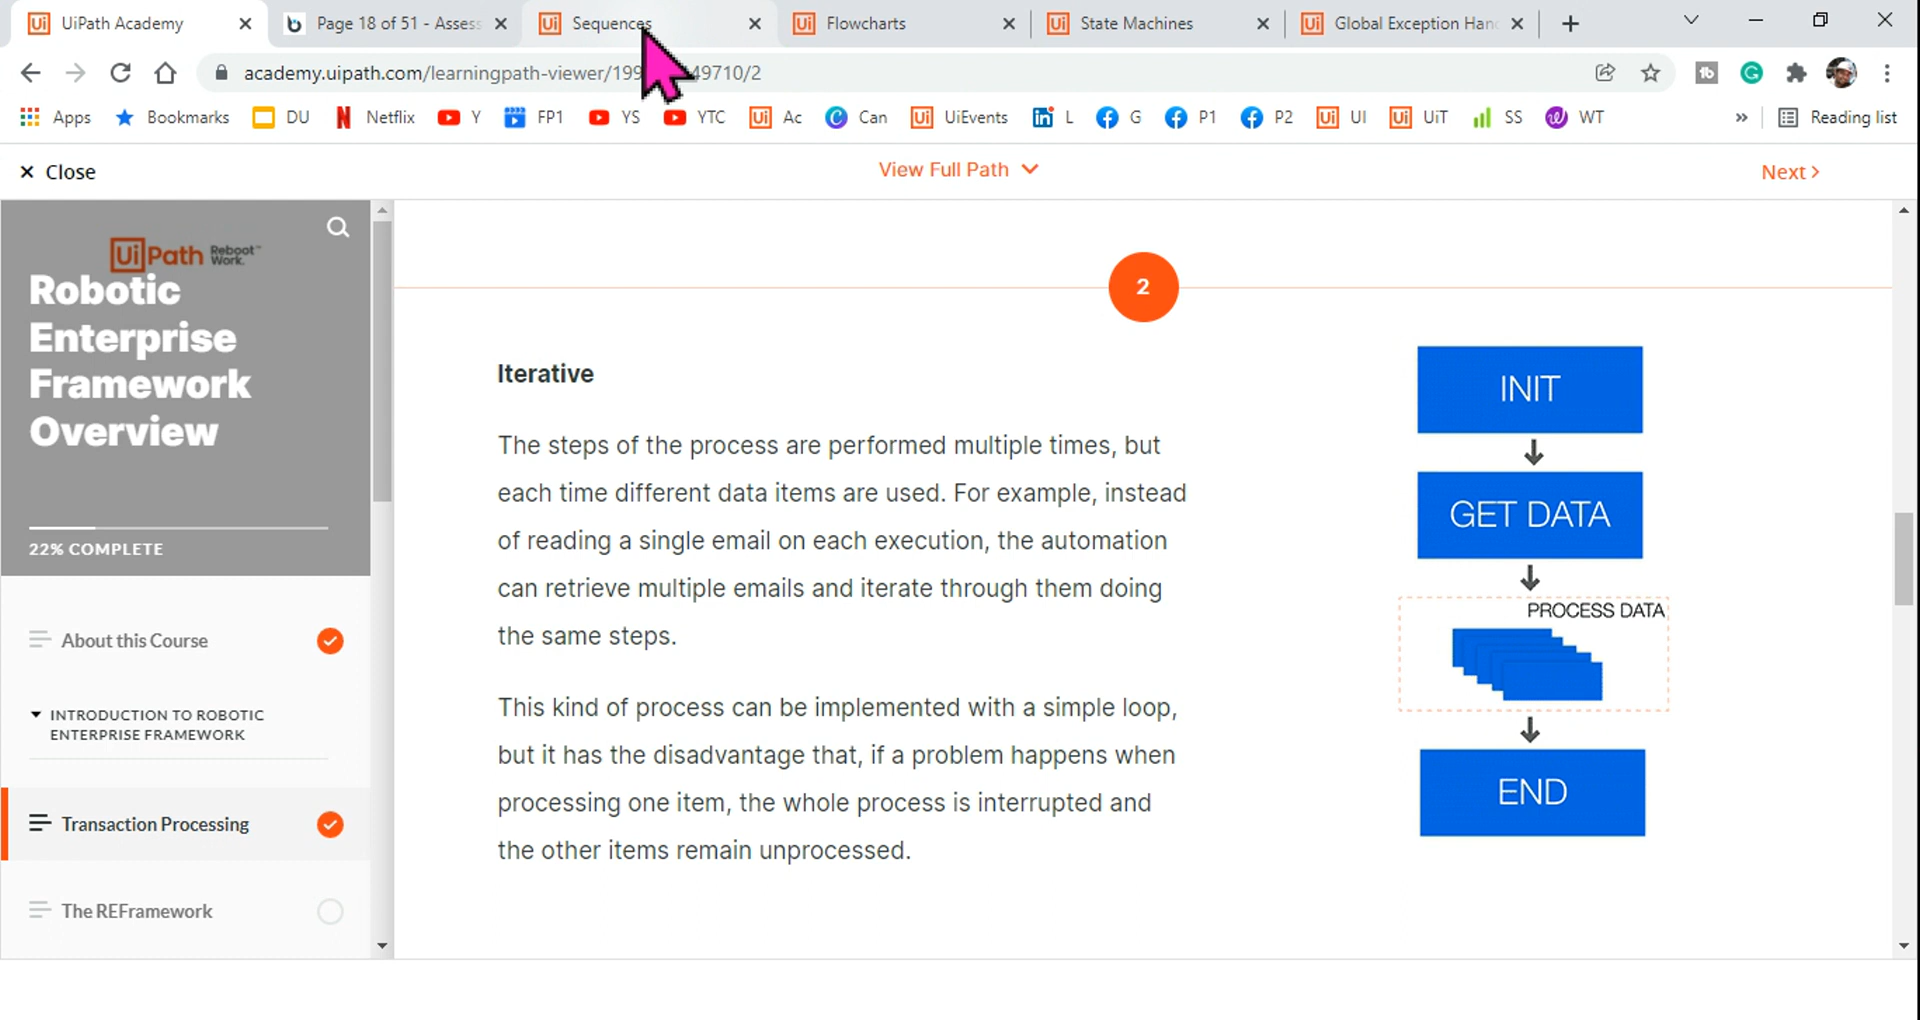 UiPath Academy
Page 18 of 51 - Assess
Sequences
Flowcharts
State Machines
Global Exception Han
academy.uipath.com/learningpath-viewer/199 49710/2
Apps
Bookmarks
DU
Netflix
Y
FP1
YS
YTC
Ac
Can
UiEvents
L
G
P1
P2
UI
UiT
SS
WT
Reading list
Close
View Full Path
Next
UiPath Reboot Work.
Robotic
Enterprise
Framework
Overview
22% COMPLETE
About this Course
INTRODUCTION TO ROBOTIC
ENTERPRISE FRAMEWORK
Transaction Processing
The REFramework
2
Iterative
The steps of the process are performed multiple times, but
each time different data items are used. For example, instead
of reading a single email on each execution, the automation
can retrieve multiple emails and iterate through them doing
the same steps.
This kind of process can be implemented with a simple loop,
but it has the disadvantage that, if a problem happens when
processing one item, the whole process is interrupted and
the other items remain unprocessed.
INIT
GET DATA
PROCESS DATA
END